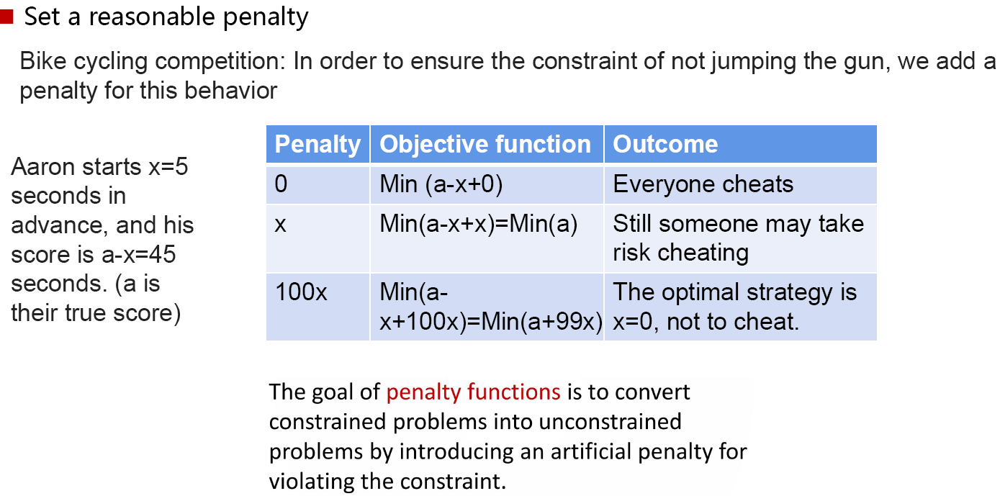 Set a reasonable penalty
Bike cycling competition: In order to ensure the constraint of not jumping the gun, we add a
penalty for this behavior
Aaron starts x=5
seconds in
advance, and his
score is a-x=45
seconds. (a is
their true score)
Penalty Objective function Outcome
0 Min (a-x+0) Everyone cheats
x Min(a-x+x)=Min(a) Still someone may take
risk cheating
100x Min(a- The optimal strategy is
x+100x)=Min(a+99x) x=0, not to cheat.
The goal of penalty functions is to convert
constrained problems into unconstrained
problems by introducing an artificial penalty for
violating the constraint.